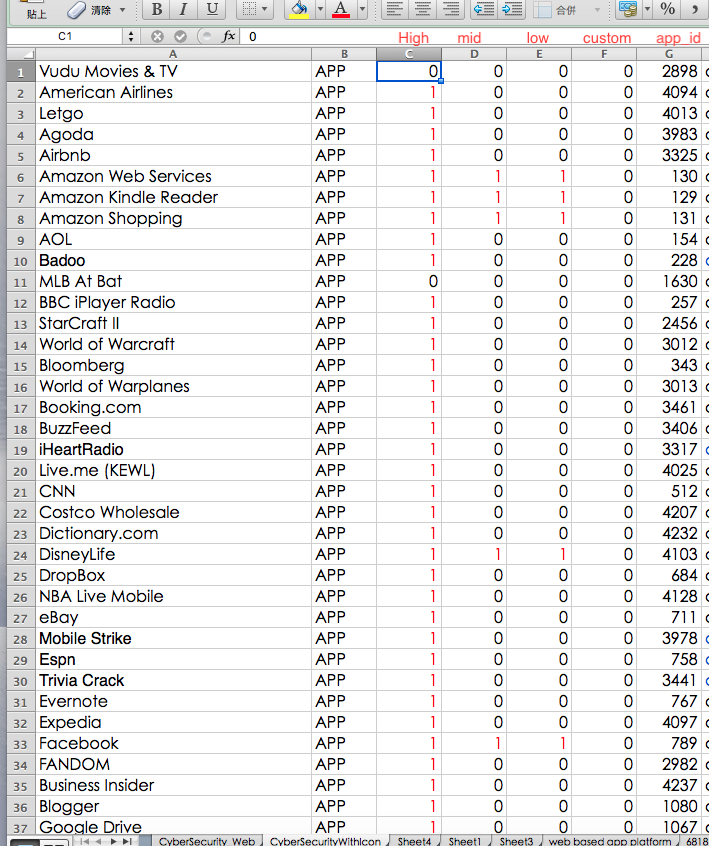 貼上 清除 B I U A 合併 % ,
C1 fx 0 High mid low custom app_id
A B C D E F G
1 Vudu Movies & TV APP 0 0 0 0 2898
2 American Airlines APP 1 0 0 0 4094
3 Letgo APP 1 0 0 0 4013
4 Agoda APP 1 0 0 0 3983
5 Airbnb APP 1 0 0 0 3325
6 Amazon Web Services APP 1 1 1 0 130
7 Amazon Kindle Reader APP 1 1 1 0 129
8 Amazon Shopping APP 1 1 1 0 131
9 AOL APP 1 0 0 0 154
10 Badoo APP 1 0 0 0 228
11 MLB At Bat APP 0 0 0 0 1630
12 BBC iPlayer Radio APP 1 0 0 0 257
13 StarCraft II APP 1 0 0 0 2456
14 World of Warcraft APP 1 0 0 0 3012
15 Bloomberg APP 1 0 0 0 343
16 World of Warplanes APP 1 0 0 0 3013
17 Booking.com APP 1 0 0 0 3461
18 BuzzFeed APP 1 0 0 0 3406
19 iHeartRadio APP 1 0 0 0 3317
20 Live.me (KEWL) APP 1 0 0 0 4025
21 CNN APP 1 0 0 0 512
22 Costco Wholesale APP 1 0 0 0 4207
23 Dictionary.com APP 1 0 0 0 4232
24 DisneyLife APP 1 1 1 0 4103
25 DropBox APP 1 0 0 0 684
26 NBA Live Mobile APP 1 0 0 0 4128
27 eBay APP 1 0 0 0 711
28 Mobile Strike APP 1 0 0 0 3978
29 Espn APP 1 0 0 0 758
30 Trivia Crack APP 1 0 0 0 3441
31 Evernote APP 1 0 0 0 767
32 Expedia APP 1 0 0 0 4097
33 Facebook APP 1 1 1 0 789
34 FANDOM APP 1 0 0 0 2982
35 Business Insider APP 1 0 0 0 4237
36 Blogger APP 1 0 0 0 1080
37 Google Drive APP 1 0 0 0 1067
CyberSecurity_Web CyberSecurityWithIcon Sheet4 Sheet1 Sheet3 web based app platform 6818